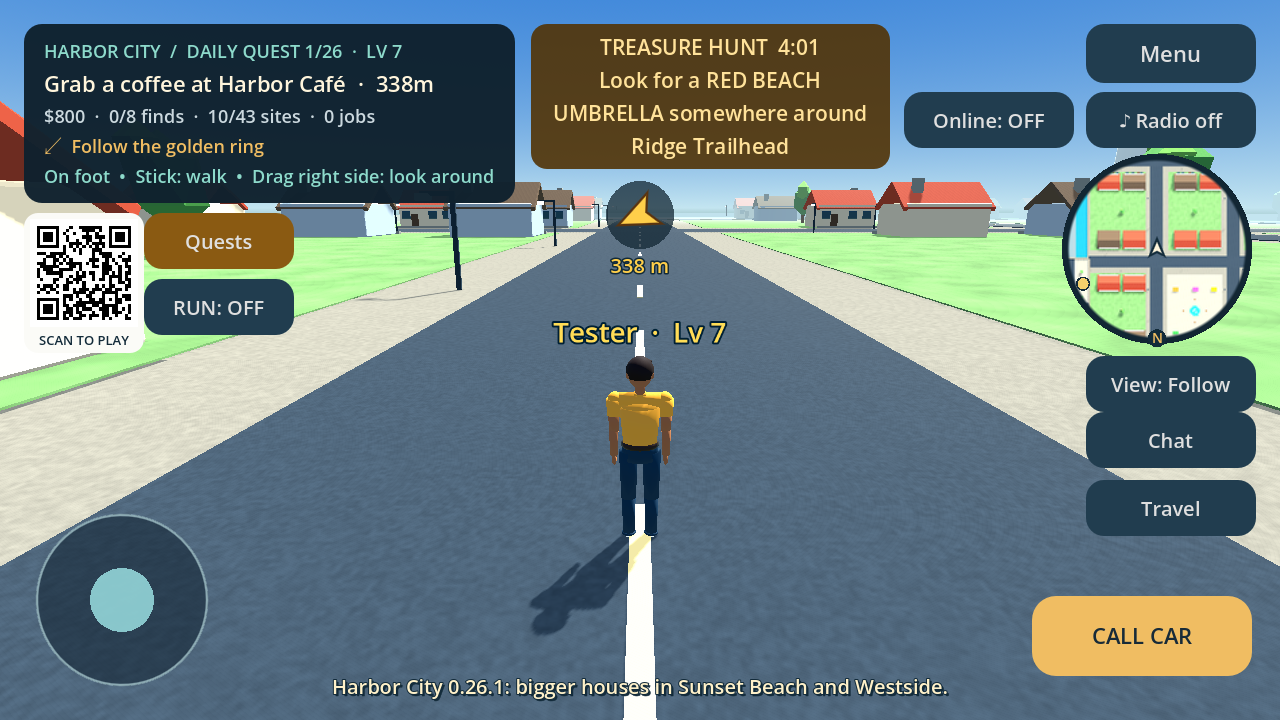 HARBOR CITY / DAILY QUEST 1/26 · LV 7
Grab a coffee at Harbor Café · 338m
$800 · 0/8 finds · 10/43 sites · 0 jobs
↙ Follow the golden ring
On foot • Stick: walk • Drag right side: look around
TREASURE HUNT 4:01
Look for a RED BEACH
UMBRELLA somewhere around
Ridge Trailhead
Menu
Online: OFF
♪ Radio off
Quests
RUN: OFF
SCAN TO PLAY
338 m
N
Tester · Lv 7
View: Follow
Chat
Travel
CALL CAR
Harbor City 0.26.1: bigger houses in Sunset Beach and Westside.